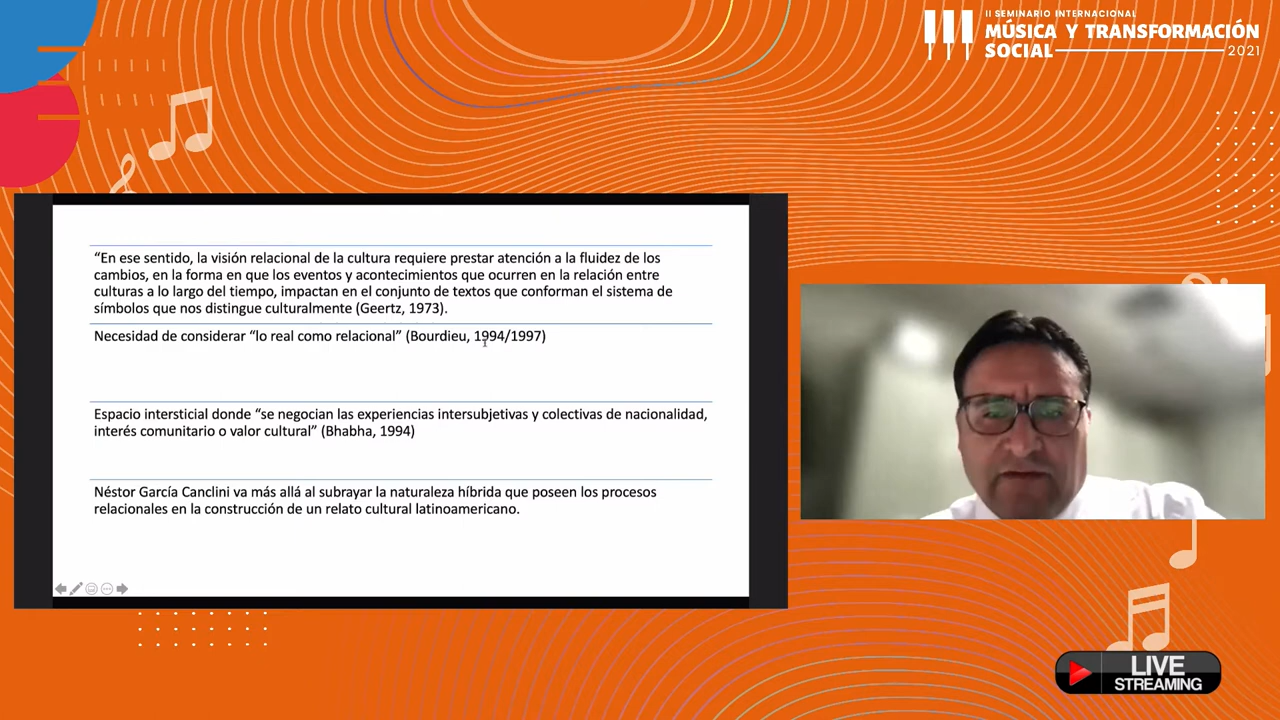 II SEMINARIO INTERNACIONAL
MÚSICA Y TRANSFORMACIÓN
SOCIAL
2021
“En ese sentido, la visión relacional de la cultura requiere prestar atención a la fluidez de los
cambios, en la forma en que los eventos y acontecimientos que ocurren en la relación entre
culturas a lo largo del tiempo, impactan en el conjunto de textos que conforman el sistema de
símbolos que nos distingue culturalmente (Geertz, 1973).
Necesidad de considerar “lo real como relacional” (Bourdieu, 1994/1997)
Espacio intersticial donde “se negocian las experiencias intersubjetivas y colectivas de nacionalidad,
interés comunitario o valor cultural” (Bhabha, 1994)
Néstor García Canclini va más allá al subrayar la naturaleza híbrida que poseen los procesos
relacionales en la construcción de un relato cultural latinoamericano.
LIVE
STREAMING